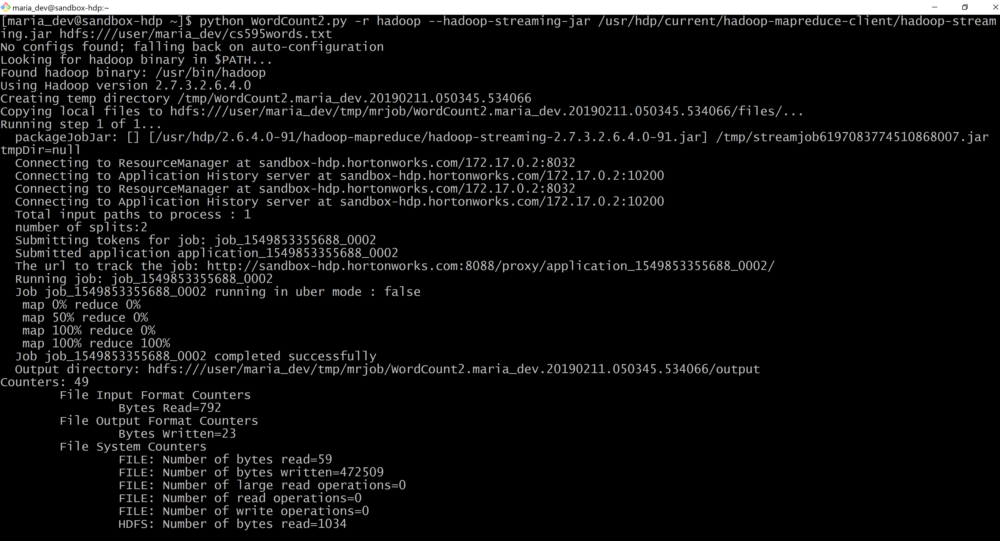 maria_dev@sandbox-hdp:~
[maria_dev@sandbox-hdp ~]$ python WordCount2.py -r hadoop --hadoop-streaming-jar /usr/hdp/current/hadoop-mapreduce-client/hadoop-stream
ing.jar hdfs:///user/maria_dev/cs595words.txt
No configs found; falling back on auto-configuration
Looking for hadoop binary in $PATH...
Found hadoop binary: /usr/bin/hadoop
Using Hadoop version 2.7.3.2.6.4.0
Creating temp directory /tmp/WordCount2.maria_dev.20190211.050345.534066
Copying local files to hdfs:///user/maria_dev/tmp/mrjob/WordCount2.maria_dev.20190211.050345.534066/files/...
Running step 1 of 1...
  packageJobJar: [] [/usr/hdp/2.6.4.0-91/hadoop-mapreduce/hadoop-streaming-2.7.3.2.6.4.0-91.jar] /tmp/streamjob6197083774510868007.jar
tmpDir=null
  Connecting to ResourceManager at sandbox-hdp.hortonworks.com/172.17.0.2:8032
  Connecting to Application History server at sandbox-hdp.hortonworks.com/172.17.0.2:10200
  Connecting to ResourceManager at sandbox-hdp.hortonworks.com/172.17.0.2:8032
  Connecting to Application History server at sandbox-hdp.hortonworks.com/172.17.0.2:10200
  Total input paths to process : 1
  number of splits:2
  Submitting tokens for job: job_1549853355688_0002
  Submitted application application_1549853355688_0002
  The url to track the job: http://sandbox-hdp.hortonworks.com:8088/proxy/application_1549853355688_0002/
  Running job: job_1549853355688_0002
  Job job_1549853355688_0002 running in uber mode : false
   map 0% reduce 0%
   map 50% reduce 0%
   map 100% reduce 0%
   map 100% reduce 100%
  Job job_1549853355688_0002 completed successfully
  Output directory: hdfs:///user/maria_dev/tmp/mrjob/WordCount2.maria_dev.20190211.050345.534066/output
Counters: 49
        File Input Format Counters
                Bytes Read=792
        File Output Format Counters
                Bytes Written=23
        File System Counters
                FILE: Number of bytes read=59
                FILE: Number of bytes written=472509
                FILE: Number of large read operations=0
                FILE: Number of read operations=0
                FILE: Number of write operations=0
                HDFS: Number of bytes read=1034